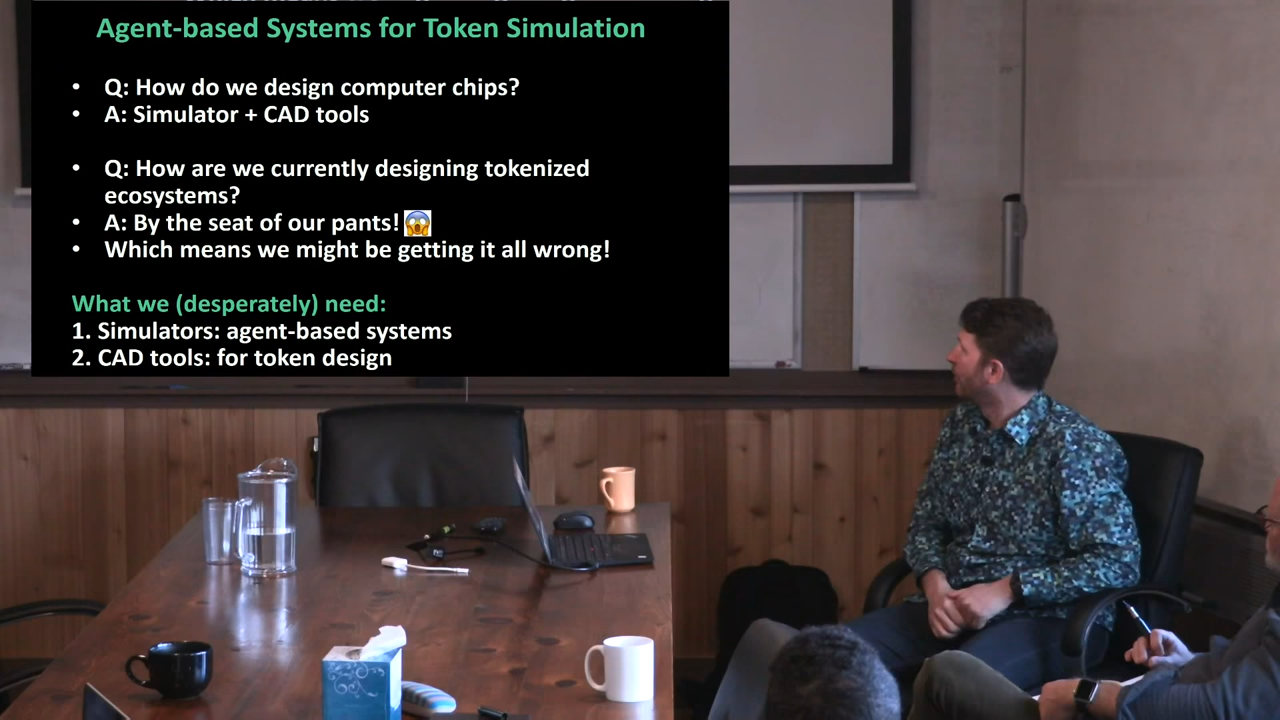 Agent-based Systems for Token Simulation
• Q: How do we design computer chips?
• A: Simulator + CAD tools
• Q: How are we currently designing tokenized
ecosystems?
• A: By the seat of our pants! 😱
• Which means we might be getting it all wrong!
What we (desperately) need:
1. Simulators: agent-based systems
2. CAD tools: for token design